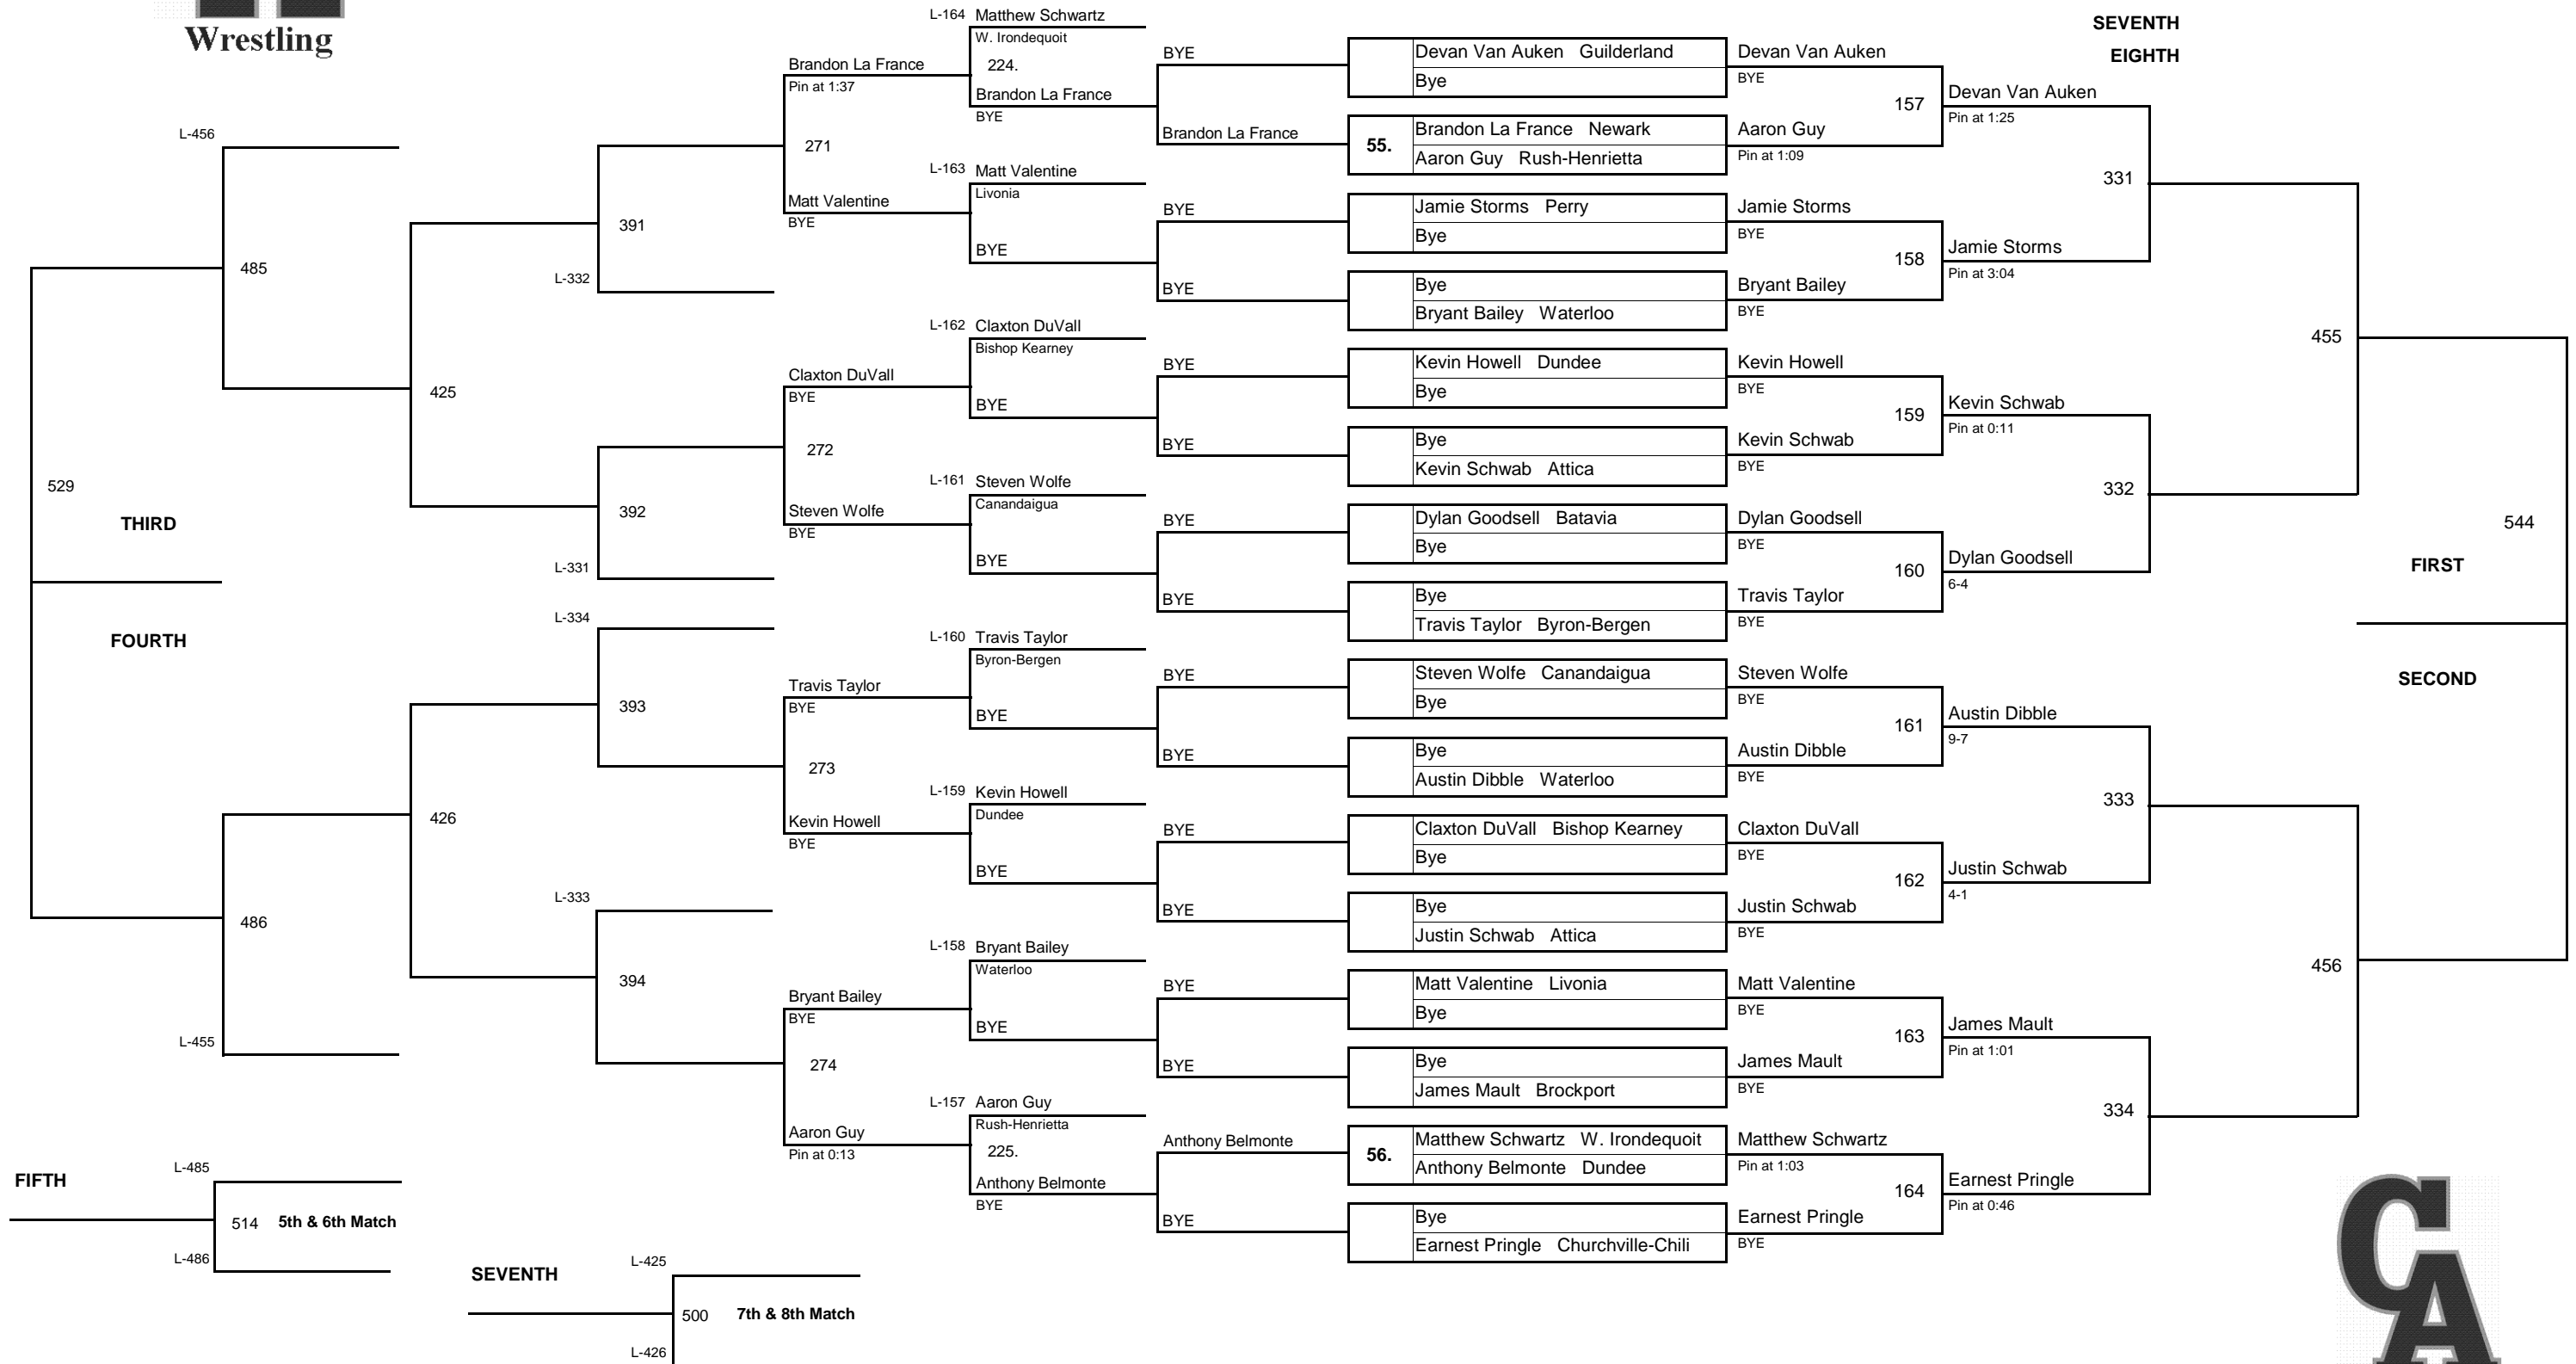 Wrestling
SEVENTH
EIGHTH
L-456
485
529
THIRD
FOURTH
486
L-455
425
426
391
L-332
392
L-331
L-334
393
L-333
394
Brandon La France
Pin at 1:37
271
Matt Valentine
BYE
Claxton DuVall
BYE
272
Steven Wolfe
BYE
Travis Taylor
BYE
273
Kevin Howell
BYE
Bryant Bailey
BYE
274
Aaron Guy
Pin at 0:13
L-164 Matthew Schwartz
W. Irondequoit
224.
Brandon La France
BYE
L-163 Matt Valentine
Livonia
BYE
L-162 Claxton DuVall
Bishop Kearney
BYE
L-161 Steven Wolfe
Canandaigua
BYE
L-160 Travis Taylor
Byron-Bergen
BYE
L-159 Kevin Howell
Dundee
BYE
L-158 Bryant Bailey
Waterloo
BYE
L-157 Aaron Guy
Rush-Henrietta
225.
Anthony Belmonte
BYE
BYE
Brandon La France
BYE
BYE
BYE
BYE
BYE
BYE
BYE
BYE
BYE
BYE
BYE
BYE
Anthony Belmonte
BYE
Devan Van Auken Guilderland
Bye
55.
Brandon La France Newark
Aaron Guy Rush-Henrietta
Jamie Storms Perry
Bye
Bye
Bryant Bailey Waterloo
Kevin Howell Dundee
Bye
Bye
Kevin Schwab Attica
Dylan Goodsell Batavia
Bye
Bye
Travis Taylor Byron-Bergen
Steven Wolfe Canandaigua
Bye
Bye
Austin Dibble Waterloo
Claxton DuVall Bishop Kearney
Bye
Bye
Justin Schwab Attica
Matt Valentine Livonia
Bye
Bye
James Mault Brockport
56.
Matthew Schwartz W. Irondequoit
Anthony Belmonte Dundee
Bye
Earnest Pringle Churchville-Chili
Devan Van Auken
BYE
157
Aaron Guy
Pin at 1:09
Jamie Storms
BYE
158
Bryant Bailey
BYE
Kevin Howell
BYE
159
Kevin Schwab
BYE
Dylan Goodsell
BYE
160
Travis Taylor
BYE
Steven Wolfe
BYE
161
Austin Dibble
BYE
Claxton DuVall
BYE
162
Justin Schwab
BYE
Matt Valentine
BYE
163
James Mault
BYE
Matthew Schwartz
Pin at 1:03
164
Earnest Pringle
BYE
Devan Van Auken
Pin at 1:25
331
Jamie Storms
Pin at 3:04
Kevin Schwab
Pin at 0:11
332
Dylan Goodsell
6-4
Austin Dibble
9-7
333
Justin Schwab
4-1
James Mault
Pin at 1:01
334
Earnest Pringle
Pin at 0:46
455
456
544
FIRST
SECOND
FIFTH
L-485
514 5th & 6th Match
L-486
SEVENTH
L-425
500 7th & 8th Match
L-426